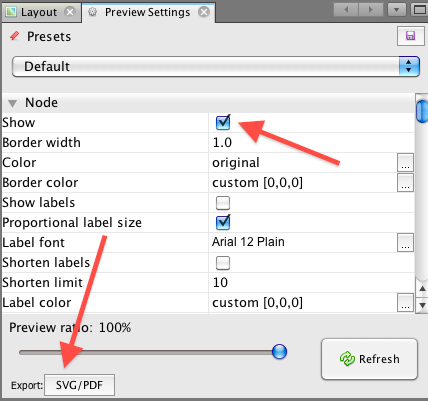 Layout Preview Settings
Presets
Default
Node
Show
Border width 1.0
Color original ...
Border color custom [0,0,0] ...
Show labels
Proportional label size
Label font Arial 12 Plain ...
Shorten labels
Shorten limit 10
Label color custom [0,0,0] ...
Preview ratio: 100%
Refresh
Export: SVG/PDF